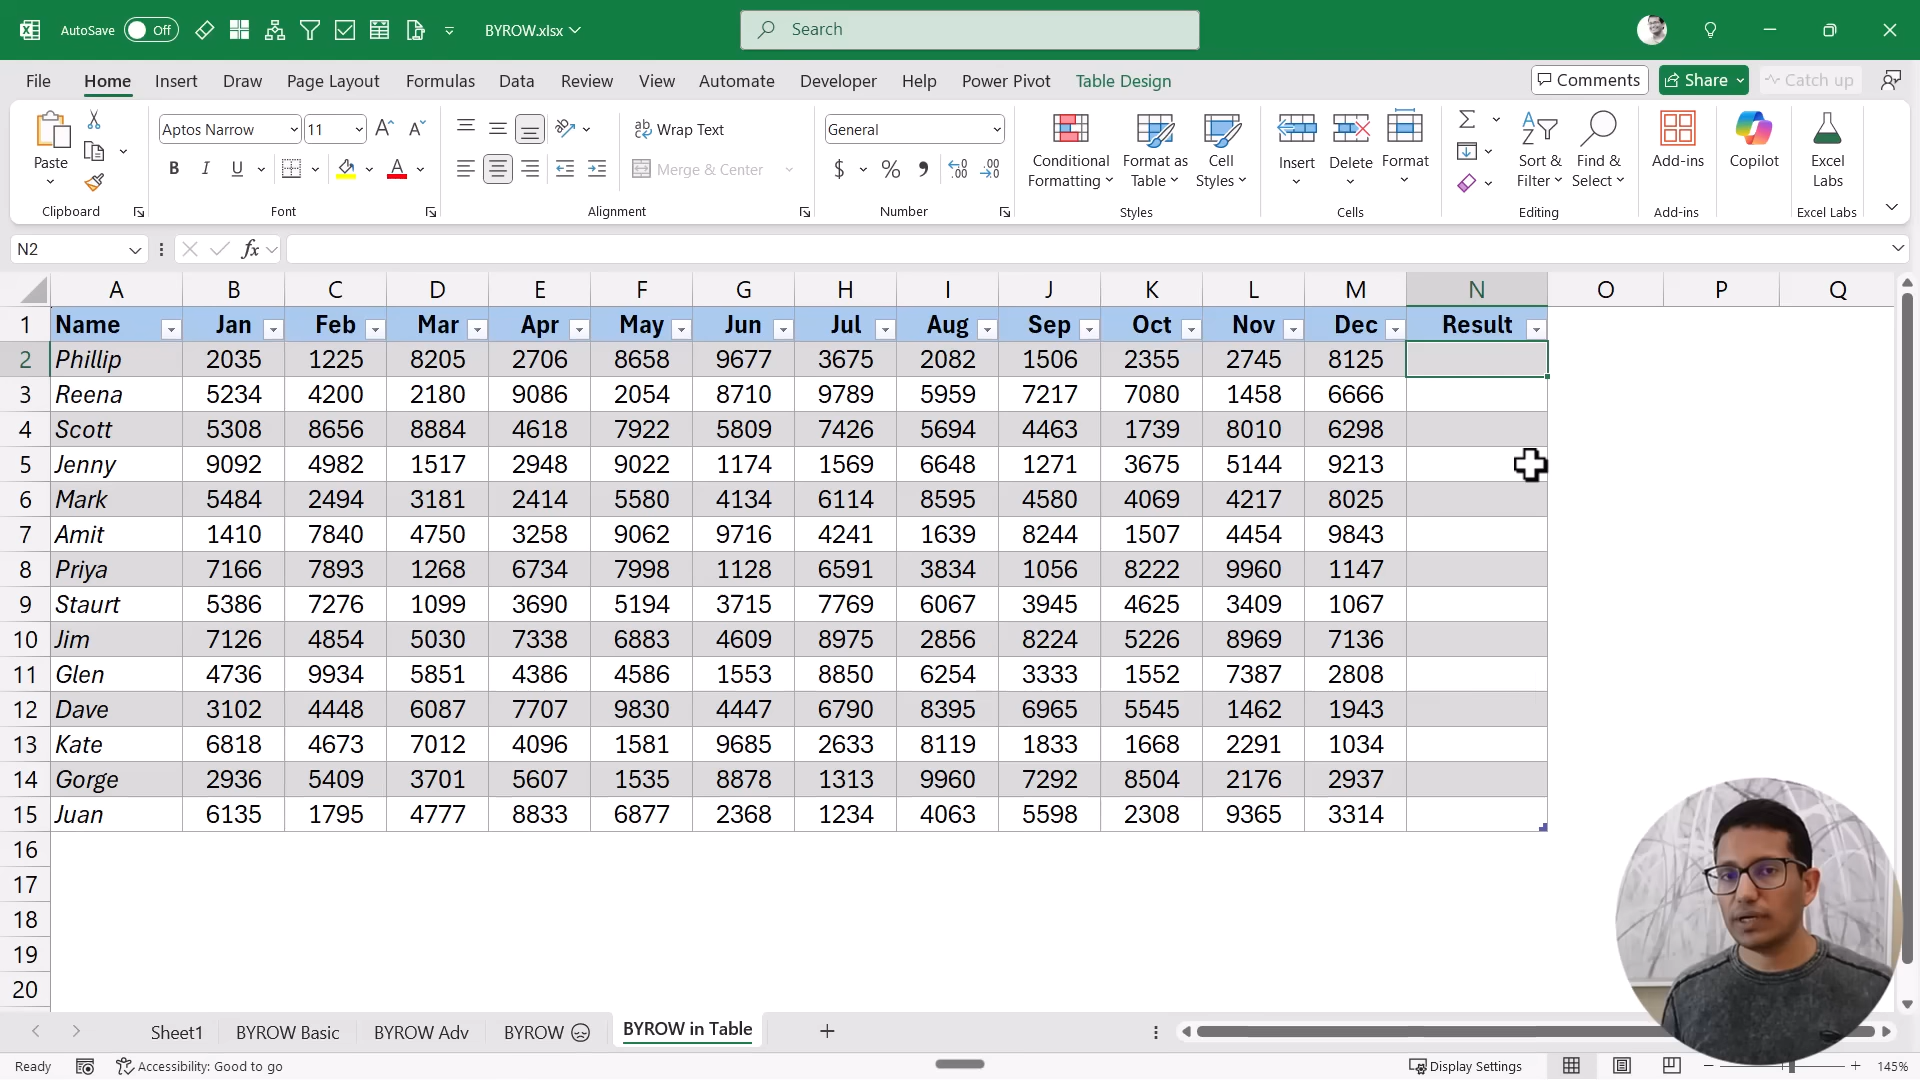 AutoSave Off BYROW.xlsx Search
File Home Insert Draw Page Layout Formulas Data Review View Automate Developer Help Power Pivot Table Design Comments Share Catch up
Aptos Narrow 11 Wrap Text General
Paste B I U Merge & Center $ % Conditional Formatting Format as Table Cell Styles Insert Delete Format Sort & Filter Find & Select Add-ins Copilot Excel Labs
Clipboard Font Alignment Number Styles Cells Editing Add-ins Excel Labs
N2 fx
A B C D E F G H I J K L M N O P Q
1 Name Jan Feb Mar Apr May Jun Jul Aug Sep Oct Nov Dec Result
2 Phillip 2035 1225 8205 2706 8658 9677 3675 2082 1506 2355 2745 8125
3 Reena 5234 4200 2180 9086 2054 8710 9789 5959 7217 7080 1458 6666
4 Scott 5308 8656 8884 4618 7922 5809 7426 5694 4463 1739 8010 6298
5 Jenny 9092 4982 1517 2948 9022 1174 1569 6648 1271 3675 5144 9213
6 Mark 5484 2494 3181 2414 5580 4134 6114 8595 4580 4069 4217 8025
7 Amit 1410 7840 4750 3258 9062 9716 4241 1639 8244 1507 4454 9843
8 Priya 7166 7893 1268 6734 7998 1128 6591 3834 1056 8222 9960 1147
9 Staurt 5386 7276 1099 3690 5194 3715 7769 6067 3945 4625 3409 1067
10 Jim 7126 4854 5030 7338 6883 4609 8975 2856 8224 5226 8969 7136
11 Glen 4736 9934 5851 4386 4586 1553 8850 6254 3333 1552 7387 2808
12 Dave 3102 4448 6087 7707 9830 4447 6790 8395 6965 5545 1462 1943
13 Kate 6818 4673 7012 4096 1581 9685 2633 8119 1833 1668 2291 1034
14 Gorge 2936 5409 3701 5607 1535 8878 1313 9960 7292 8504 2176 2937
15 Juan 6135 1795 4777 8833 6877 2368 1234 4063 5598 2308 9365 3314
16
17
18
19
20
Sheet1 BYROW Basic BYROW Adv BYROW 😔 BYROW in Table
Ready Accessibility: Good to go Display Settings 145%